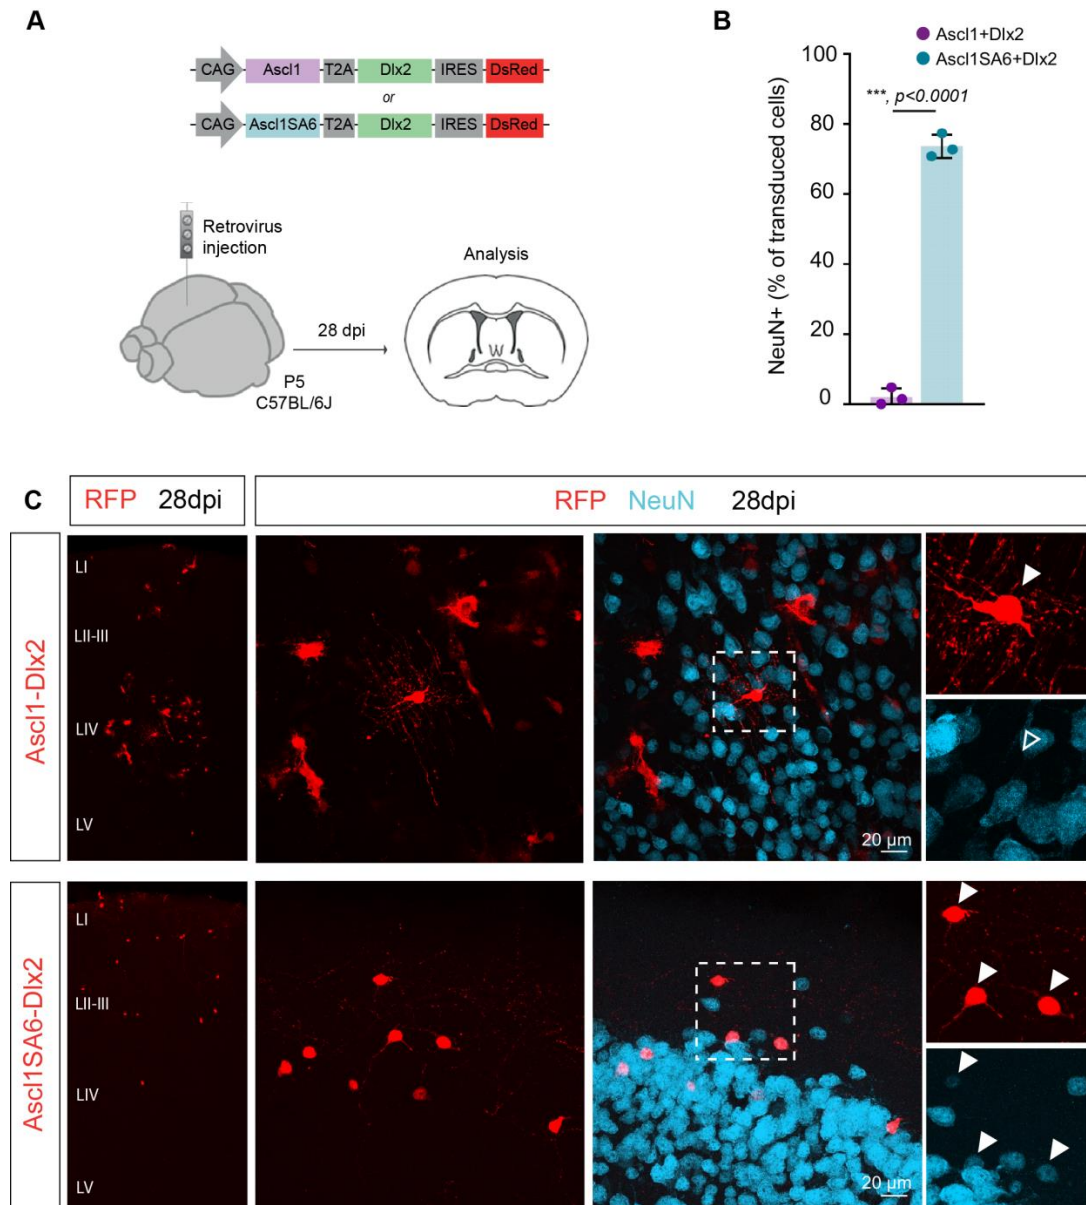 A
CAG Ascl1 T2A Dlx2 IRES DsRed
or
CAG Ascl1SA6 T2A Dlx2 IRES DsRed
Retrovirus
injection
Analysis
28 dpi
P5
C57BL/6J
B
Ascl1+Dlx2
Ascl1SA6+Dlx2
***, p<0.0001
NeuN+ (% of transduced cells)
100
80
60
40
20
0
C
RFP 28dpi
RFP NeuN 28dpi
Ascl1-Dlx2
LI
LII-III
LIV
LV
20 µm
Ascl1SA6-Dlx2
LI
LII-III
LIV
LV
20 µm